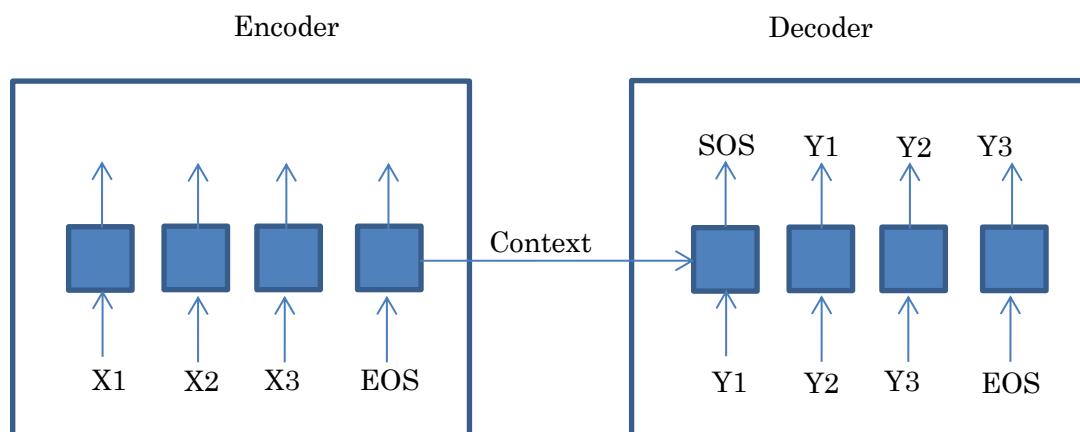 Encoder
Decoder
SOS Y1 Y2 Y3
Context
X1 X2 X3 EOS
Y1 Y2 Y3 EOS